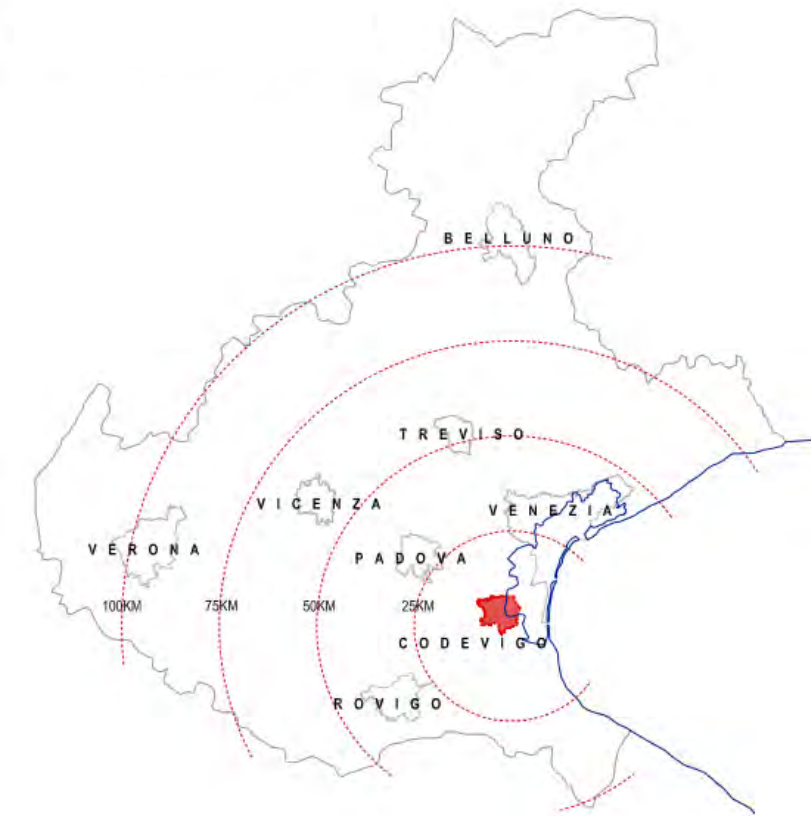 BELLUNO
TREVISO
VICENZA
VENEZIA
VERONA
PADOVA
100KM
75KM
50KM
25KM
CODEVIGO
ROVIGO